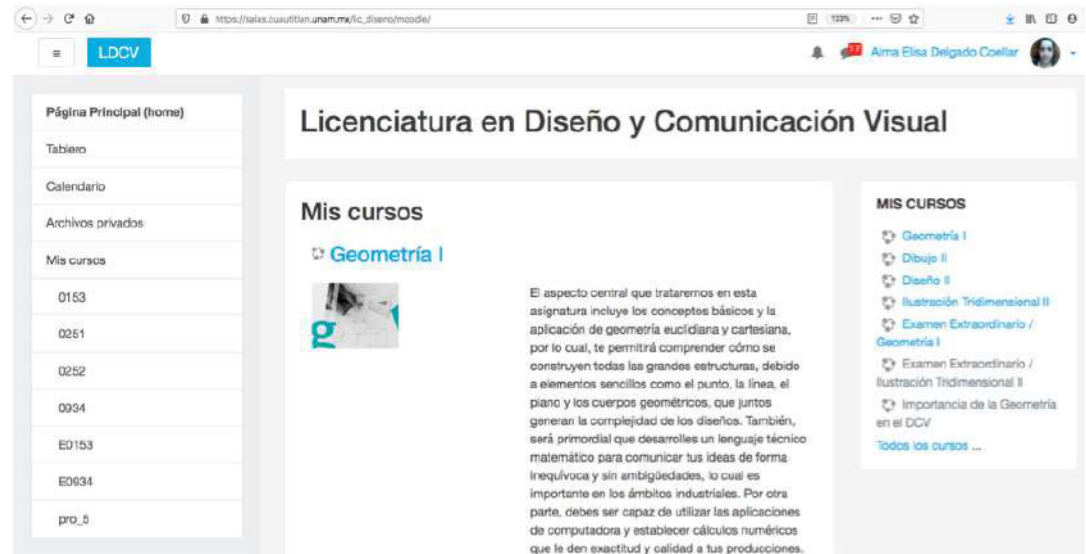 https://salas.cuautitlan.unam.mx/lic_diseno/moodle/
133%
LDCV
Alma Elisa Delgado Coellar
Página Principal (home)
Tablero
Calendario
Archivos privados
Mis cursos
0153
0251
0252
0934
E0153
E0934
pro_5
Licenciatura en Diseño y Comunicación Visual
Mis cursos
Geometría I
g
El aspecto central que trataremos en esta
asignatura incluye los conceptos básicos y la
aplicación de geometría euclidiana y cartesiana,
por lo cual, te permitirá comprender cómo se
construyen todas las grandes estructuras, debido
a elementos sencillos como el punto, la línea, el
plano y los cuerpos geométricos, que juntos
generan la complejidad de los diseños. También,
será primordial que desarrolles un lenguaje técnico
matemático para comunicar tus ideas de forma
inequívoca y sin ambigüedades, lo cual es
importante en los ámbitos industriales. Por otra
parte, debes ser capaz de utilizar las aplicaciones
de computadora y establecer cálculos numéricos
que le den exactitud y calidad a tus producciones.
MIS CURSOS
Geometría I
Dibujo II
Diseño II
Ilustración Tridimensional II
Examen Extraordinario /
Geometría I
Examen Extraordinario /
Ilustración Tridimensional II
Importancia de la Geometría
en el DCV
Todos los cursos ...